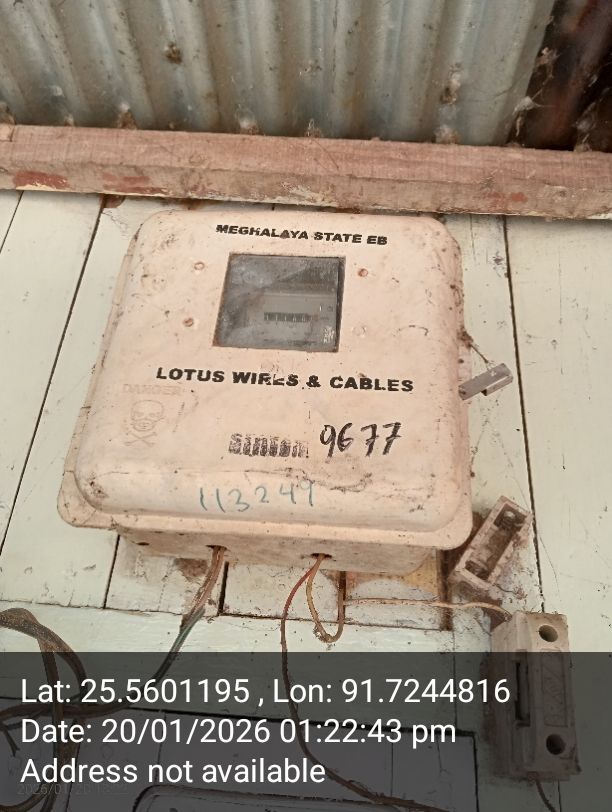 MEGHALAYA STATE EB
LOTUS WIRES & CABLES
DANGER
9677
113249
Lat: 25.5601195 , Lon: 91.7244816
Date: 20/01/2026 01:22:43 pm
Address not available